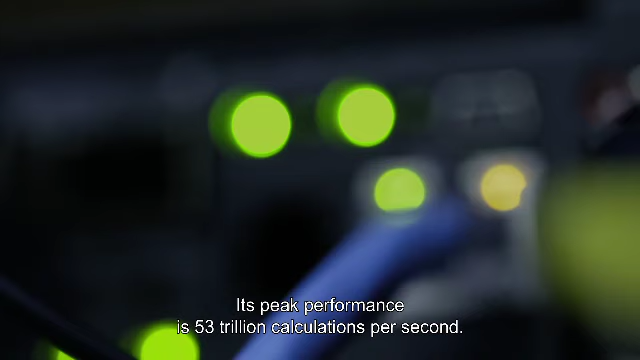 Its peak performance
is 53 trillion calculations per second.